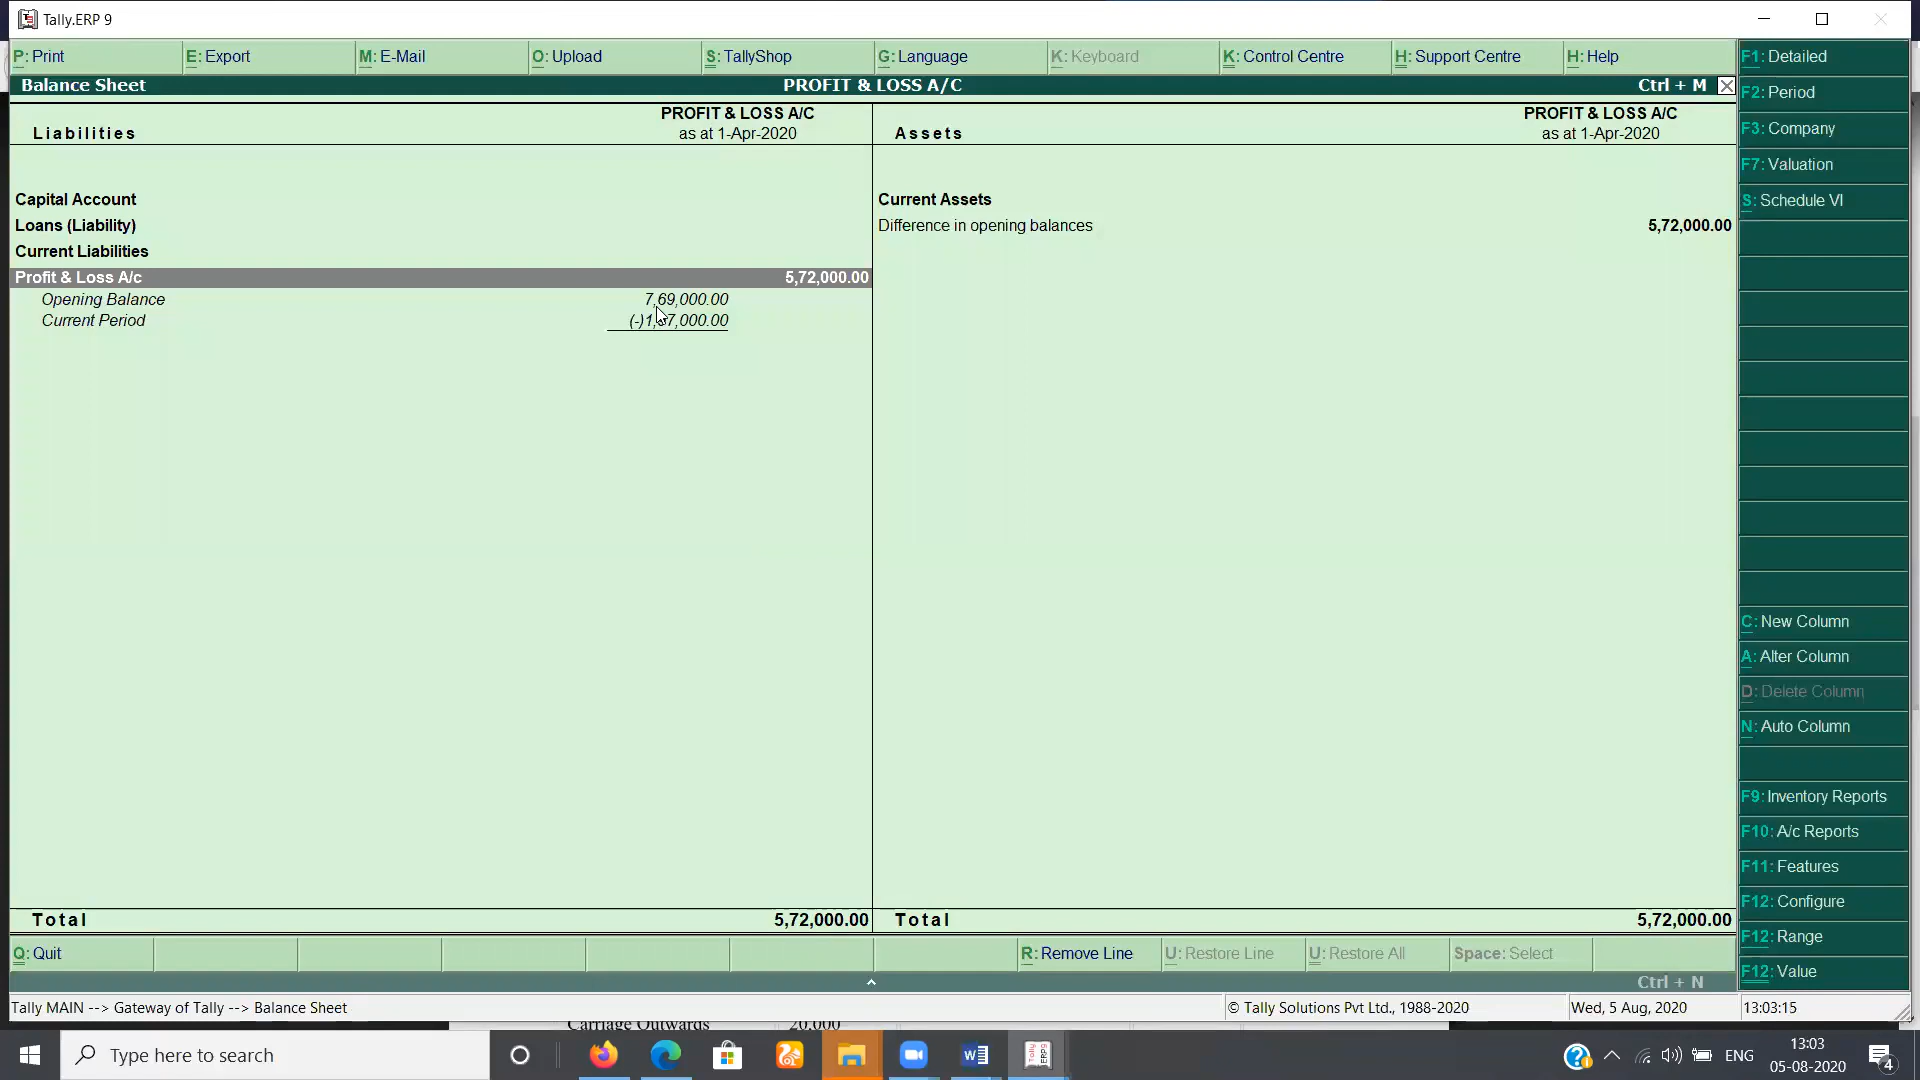 Tally.ERP 9
P: Print E: Export M: E-Mail O: Upload S: TallyShop G: Language K: Keyboard K: Control Centre H: Support Centre H: Help
Balance Sheet PROFIT & LOSS A/C Ctrl + M
PROFIT & LOSS A/C PROFIT & LOSS A/C
Liabilities as at 1-Apr-2020 Assets as at 1-Apr-2020
Capital Account Current Assets
Loans (Liability) Difference in opening balances 5,72,000.00
Current Liabilities
Profit & Loss A/c 5,72,000.00
Opening Balance 7,69,000.00
Current Period
Total 5,72,000.00 Total 5,72,000.00
Q: Quit R: Remove Line U: Restore Line U: Restore All Space: Select
Ctrl + N
Tally MAIN --> Gateway of Tally --> Balance Sheet © Tally Solutions Pvt Ltd., 1988-2020 Wed, 5 Aug, 2020 13:03:15
F1: Detailed
F2: Period
F3: Company
F7: Valuation
S: Schedule VI
C: New Column
A: Alter Column
D: Delete Column
N: Auto Column
F9: Inventory Reports
F10: A/c Reports
F11: Features
F12: Configure
F12: Range
F12: Value
Carriage Outwards 20,000
Type here to search
ENG
13:03
05-08-2020
4